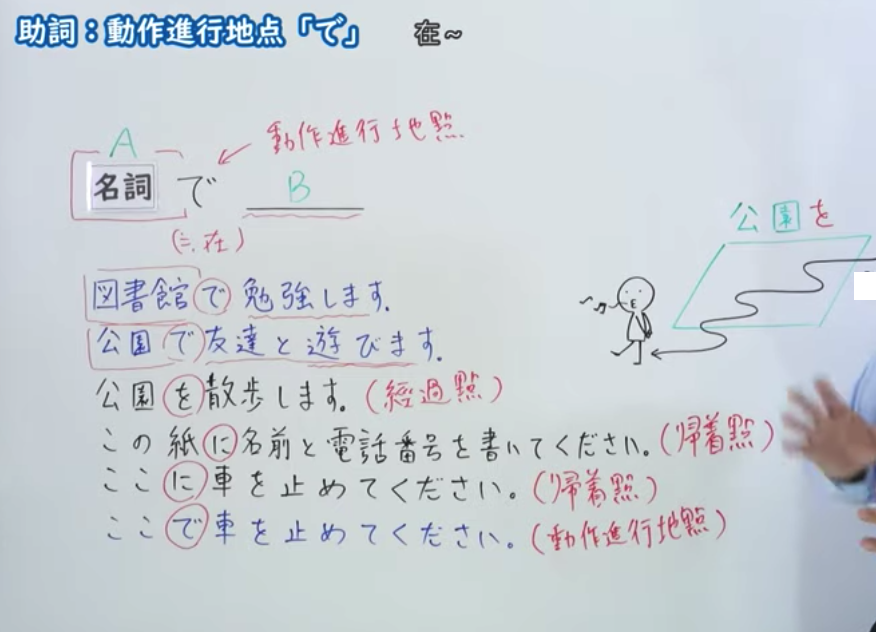 助詞：動作進行地点「で」 在～
A
動作進行地點
名詞 で B
(≒在)
公園を
図書館で勉強します.
公園で友達と遊びます.
公園を散歩します.(経過點)
この紙に名前と電話番号を書いてください.(帰着點)
ここに車を止めてください。(帰着點)
ここで車を止めてください。(動作進行地點)